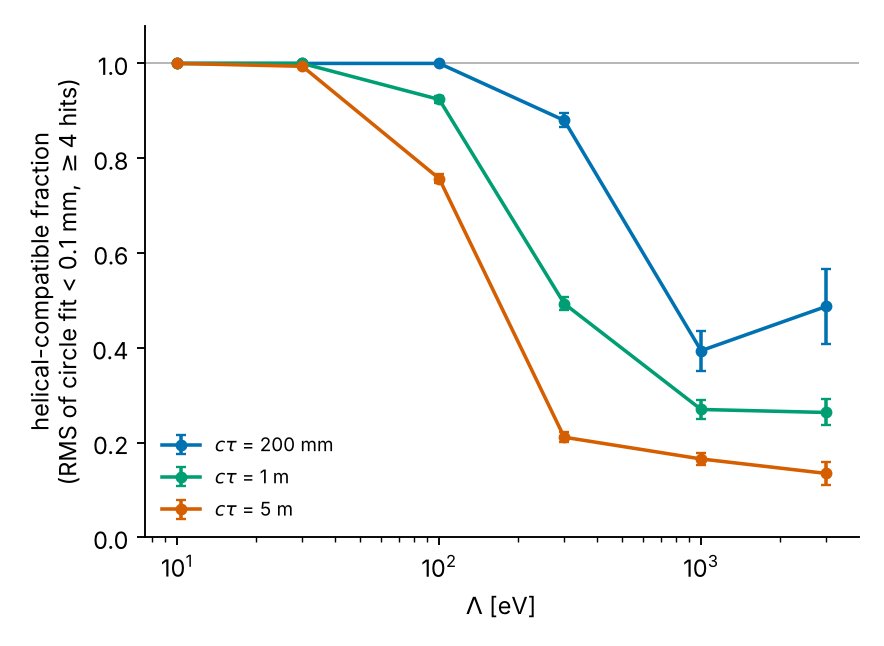 helical-compatible fraction
(RMS of circle fit < 0.1 mm, ≥ 4 hits)
1.0
0.8
0.6
0.4
0.2
0.0
cτ = 200 mm
cτ = 1 m
cτ = 5 m
10¹ 10² 10³
Λ [eV]